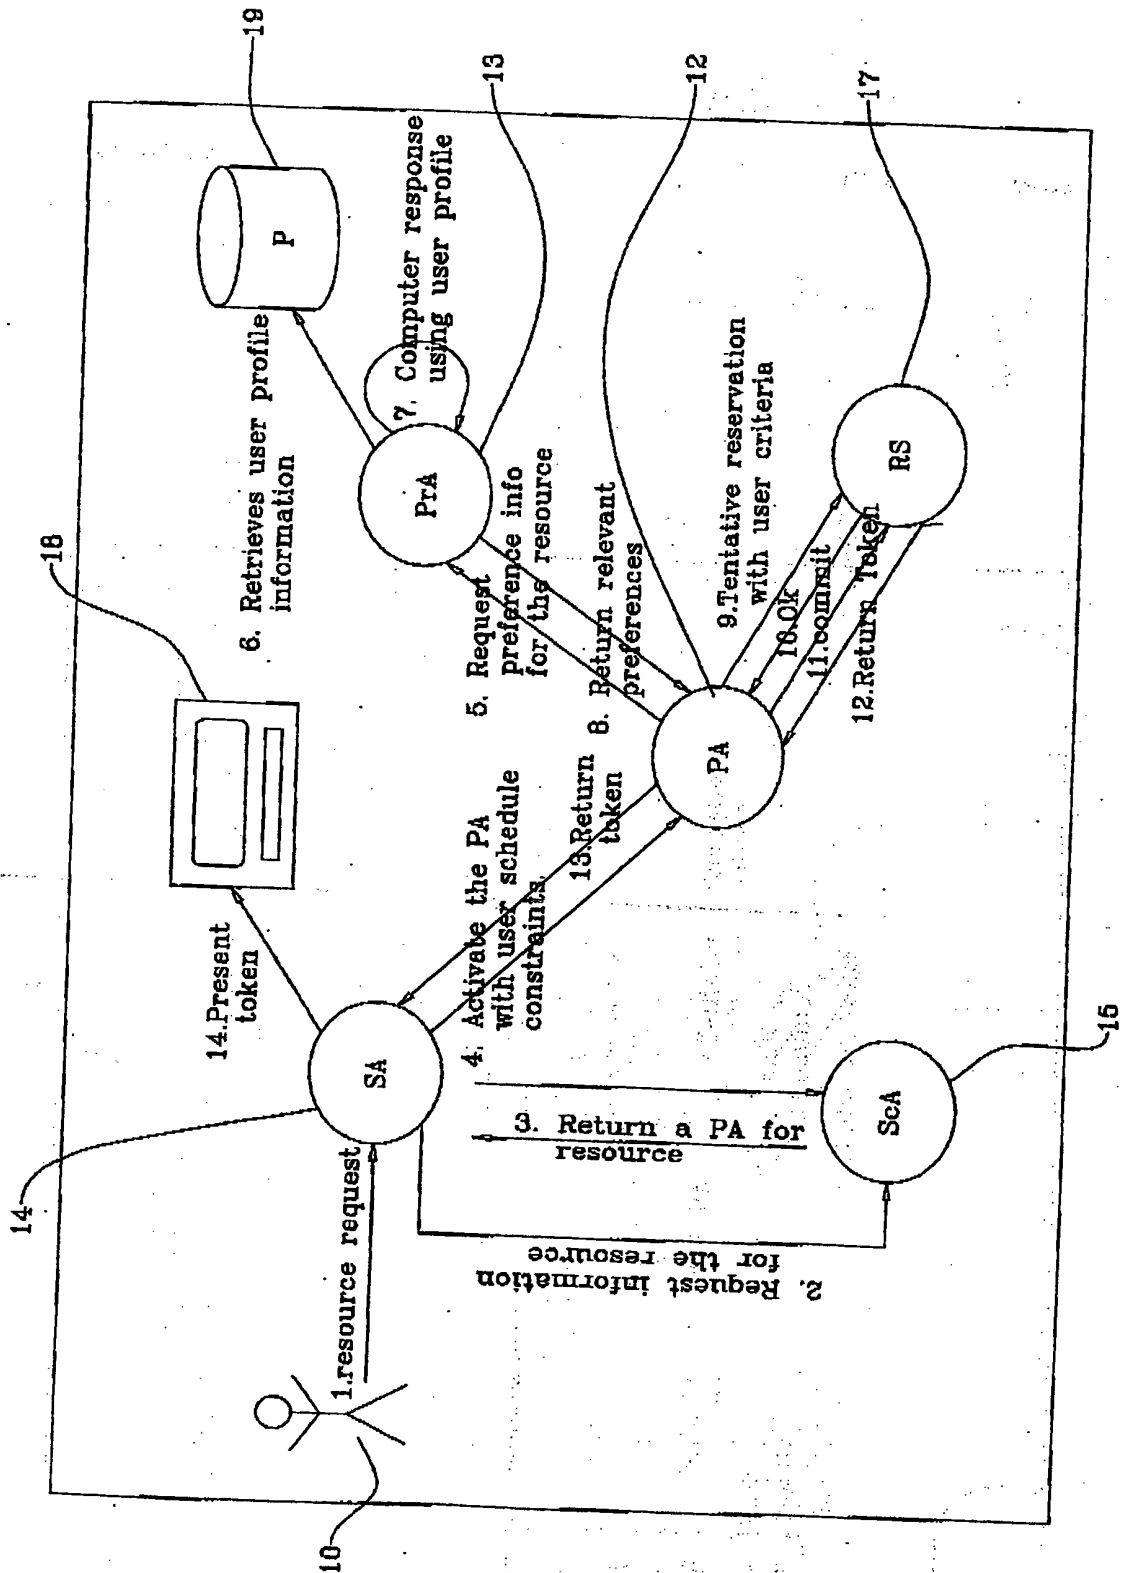 10
1.resource request
14
SA
14.Present
token
18
2. Request information
for the resource
3. Return a PA for
resource
ScA
15
4. Activate the PA
with user schedule
constraints
13.Return
token
PA
12
5. Request
preference info
for the resource
8. Return relevant
preferences
6. Retrieves user profile
information
PrA
13
7. Computer response
using user profile
P
19
9.Tentative reservation
with user criteria
10.Ok
11.commit
12.Return Token
RS
17